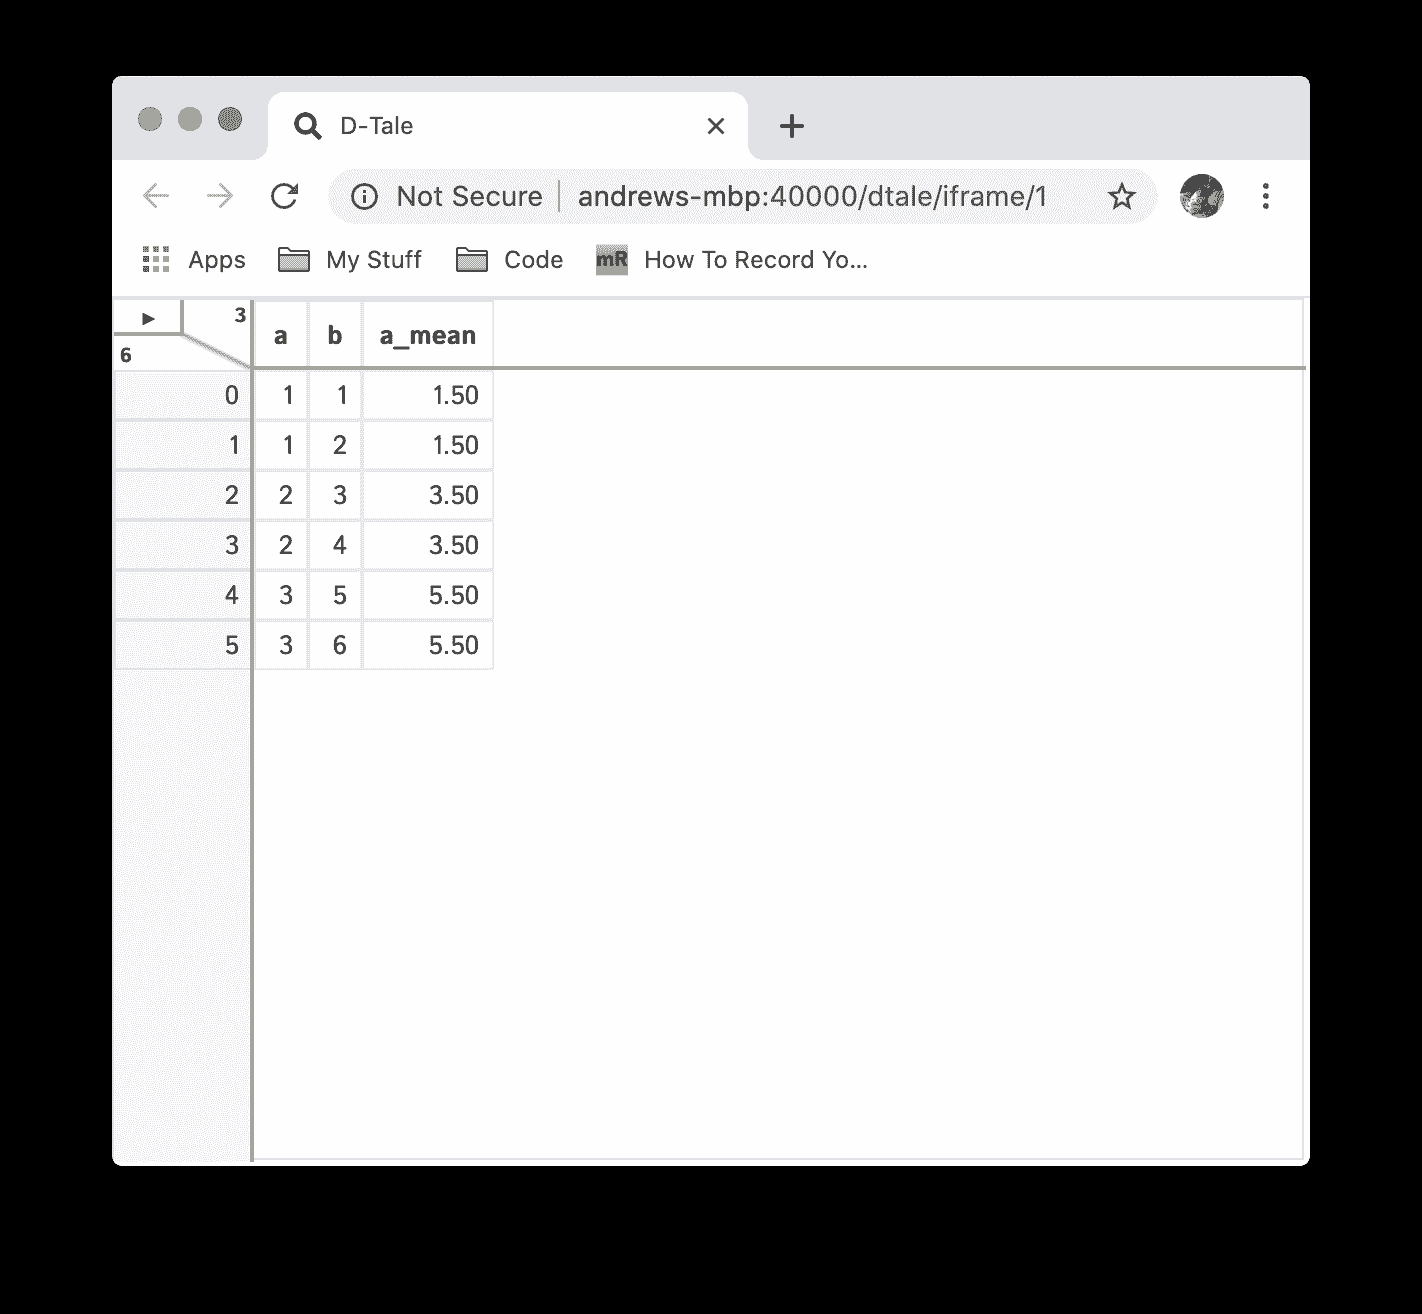 D-Tale
Not Secure andrews-mbp:40000/dtale/iframe/1
Apps My Stuff Code mR How To Record Yo...
3
6
a b a_mean
0 1 1 1.50
1 1 2 1.50
2 2 3 3.50
3 2 4 3.50
4 3 5 5.50
5 3 6 5.50